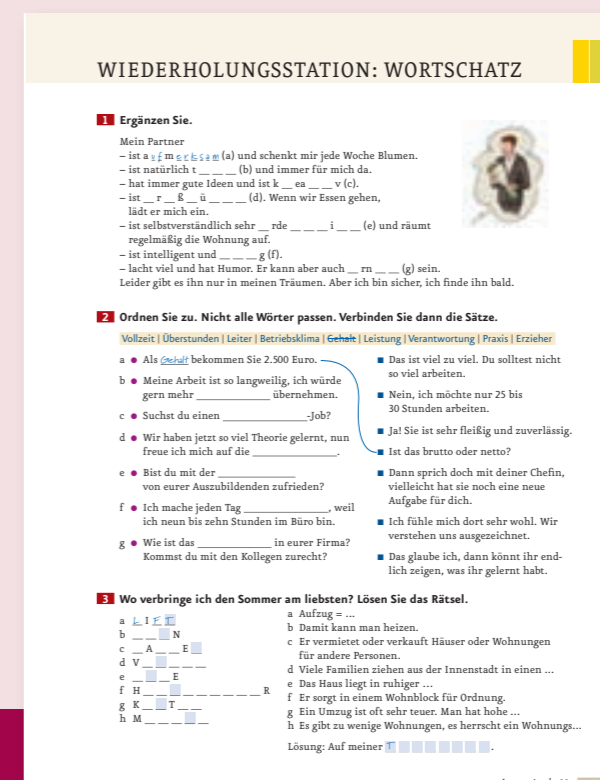 WIEDERHOLUNGSSTATION: WORTSCHATZ
1 Ergänzen Sie.
Mein Partner
– ist a u f m e r k s a m (a) und schenkt mir jede Woche Blumen.
– ist natürlich t __ __ __ (b) und immer für mich da.
– hat immer gute Ideen und ist k __ ea __ __ v (c).
– ist __ r __ ß __ ü __ __ __ (d). Wenn wir Essen gehen,
lädt er mich ein.
– ist selbstverständlich sehr __ rde __ __ __ i __ __ (e) und räumt
regelmäßig die Wohnung auf.
– ist intelligent und __ __ __ g (f).
– lacht viel und hat Humor. Er kann aber auch __ rn __ __ (g) sein.
Leider gibt es ihn nur in meinen Träumen. Aber ich bin sicher, ich finde ihn bald.
2 Ordnen Sie zu. Nicht alle Wörter passen. Verbinden Sie dann die Sätze.
Vollzeit | Überstunden | Leiter | Betriebsklima | Gehalt | Leistung | Verantwortung | Praxis | Erzieher
a ● Als Gehalt bekommen Sie 2.500 Euro.
b ● Meine Arbeit ist so langweilig, ich würde
gern mehr ____________ übernehmen.
c ● Suchst du einen ______________-Job?
d ● Wir haben jetzt so viel Theorie gelernt, nun
freue ich mich auf die ______________.
e ● Bist du mit der _____________
von eurer Auszubildenden zufrieden?
f ● Ich mache jeden Tag ______________, weil
ich neun bis zehn Stunden im Büro bin.
g ● Wie ist das ____________ in eurer Firma?
Kommst du mit den Kollegen zurecht?
■ Das ist viel zu viel. Du solltest nicht
so viel arbeiten.
■ Nein, ich möchte nur 25 bis
30 Stunden arbeiten.
■ Ja! Sie ist sehr fleißig und zuverlässig.
■ Ist das brutto oder netto?
■ Dann sprich doch mit deiner Chefin,
vielleicht hat sie noch eine neue
Aufgabe für dich.
■ Ich fühle mich dort sehr wohl. Wir
verstehen uns ausgezeichnet.
■ Das glaube ich, dann könnt ihr end-
lich zeigen, was ihr gelernt habt.
3 Wo verbringe ich den Sommer am liebsten? Lösen Sie das Rätsel.
a L I F T
b __ __ __ N
c __ A __ __ E __
d V __ __ __ __ __
e __ __ __ E
f H __ __ __ __ __ __ __ __ __ R
g K __ __ T __ __
h M __ __ __ __ __
a Aufzug = ...
b Damit kann man heizen.
c Er vermietet oder verkauft Häuser oder Wohnungen
für andere Personen.
d Viele Familien ziehen aus der Innenstadt in einen ...
e Das Haus liegt in ruhiger ...
f Er sorgt in einem Wohnblock für Ordnung.
g Ein Umzug ist oft sehr teuer. Man hat hohe ...
h Es gibt zu wenige Wohnungen, es herrscht ein Wohnungs...
Lösung: Auf meiner T